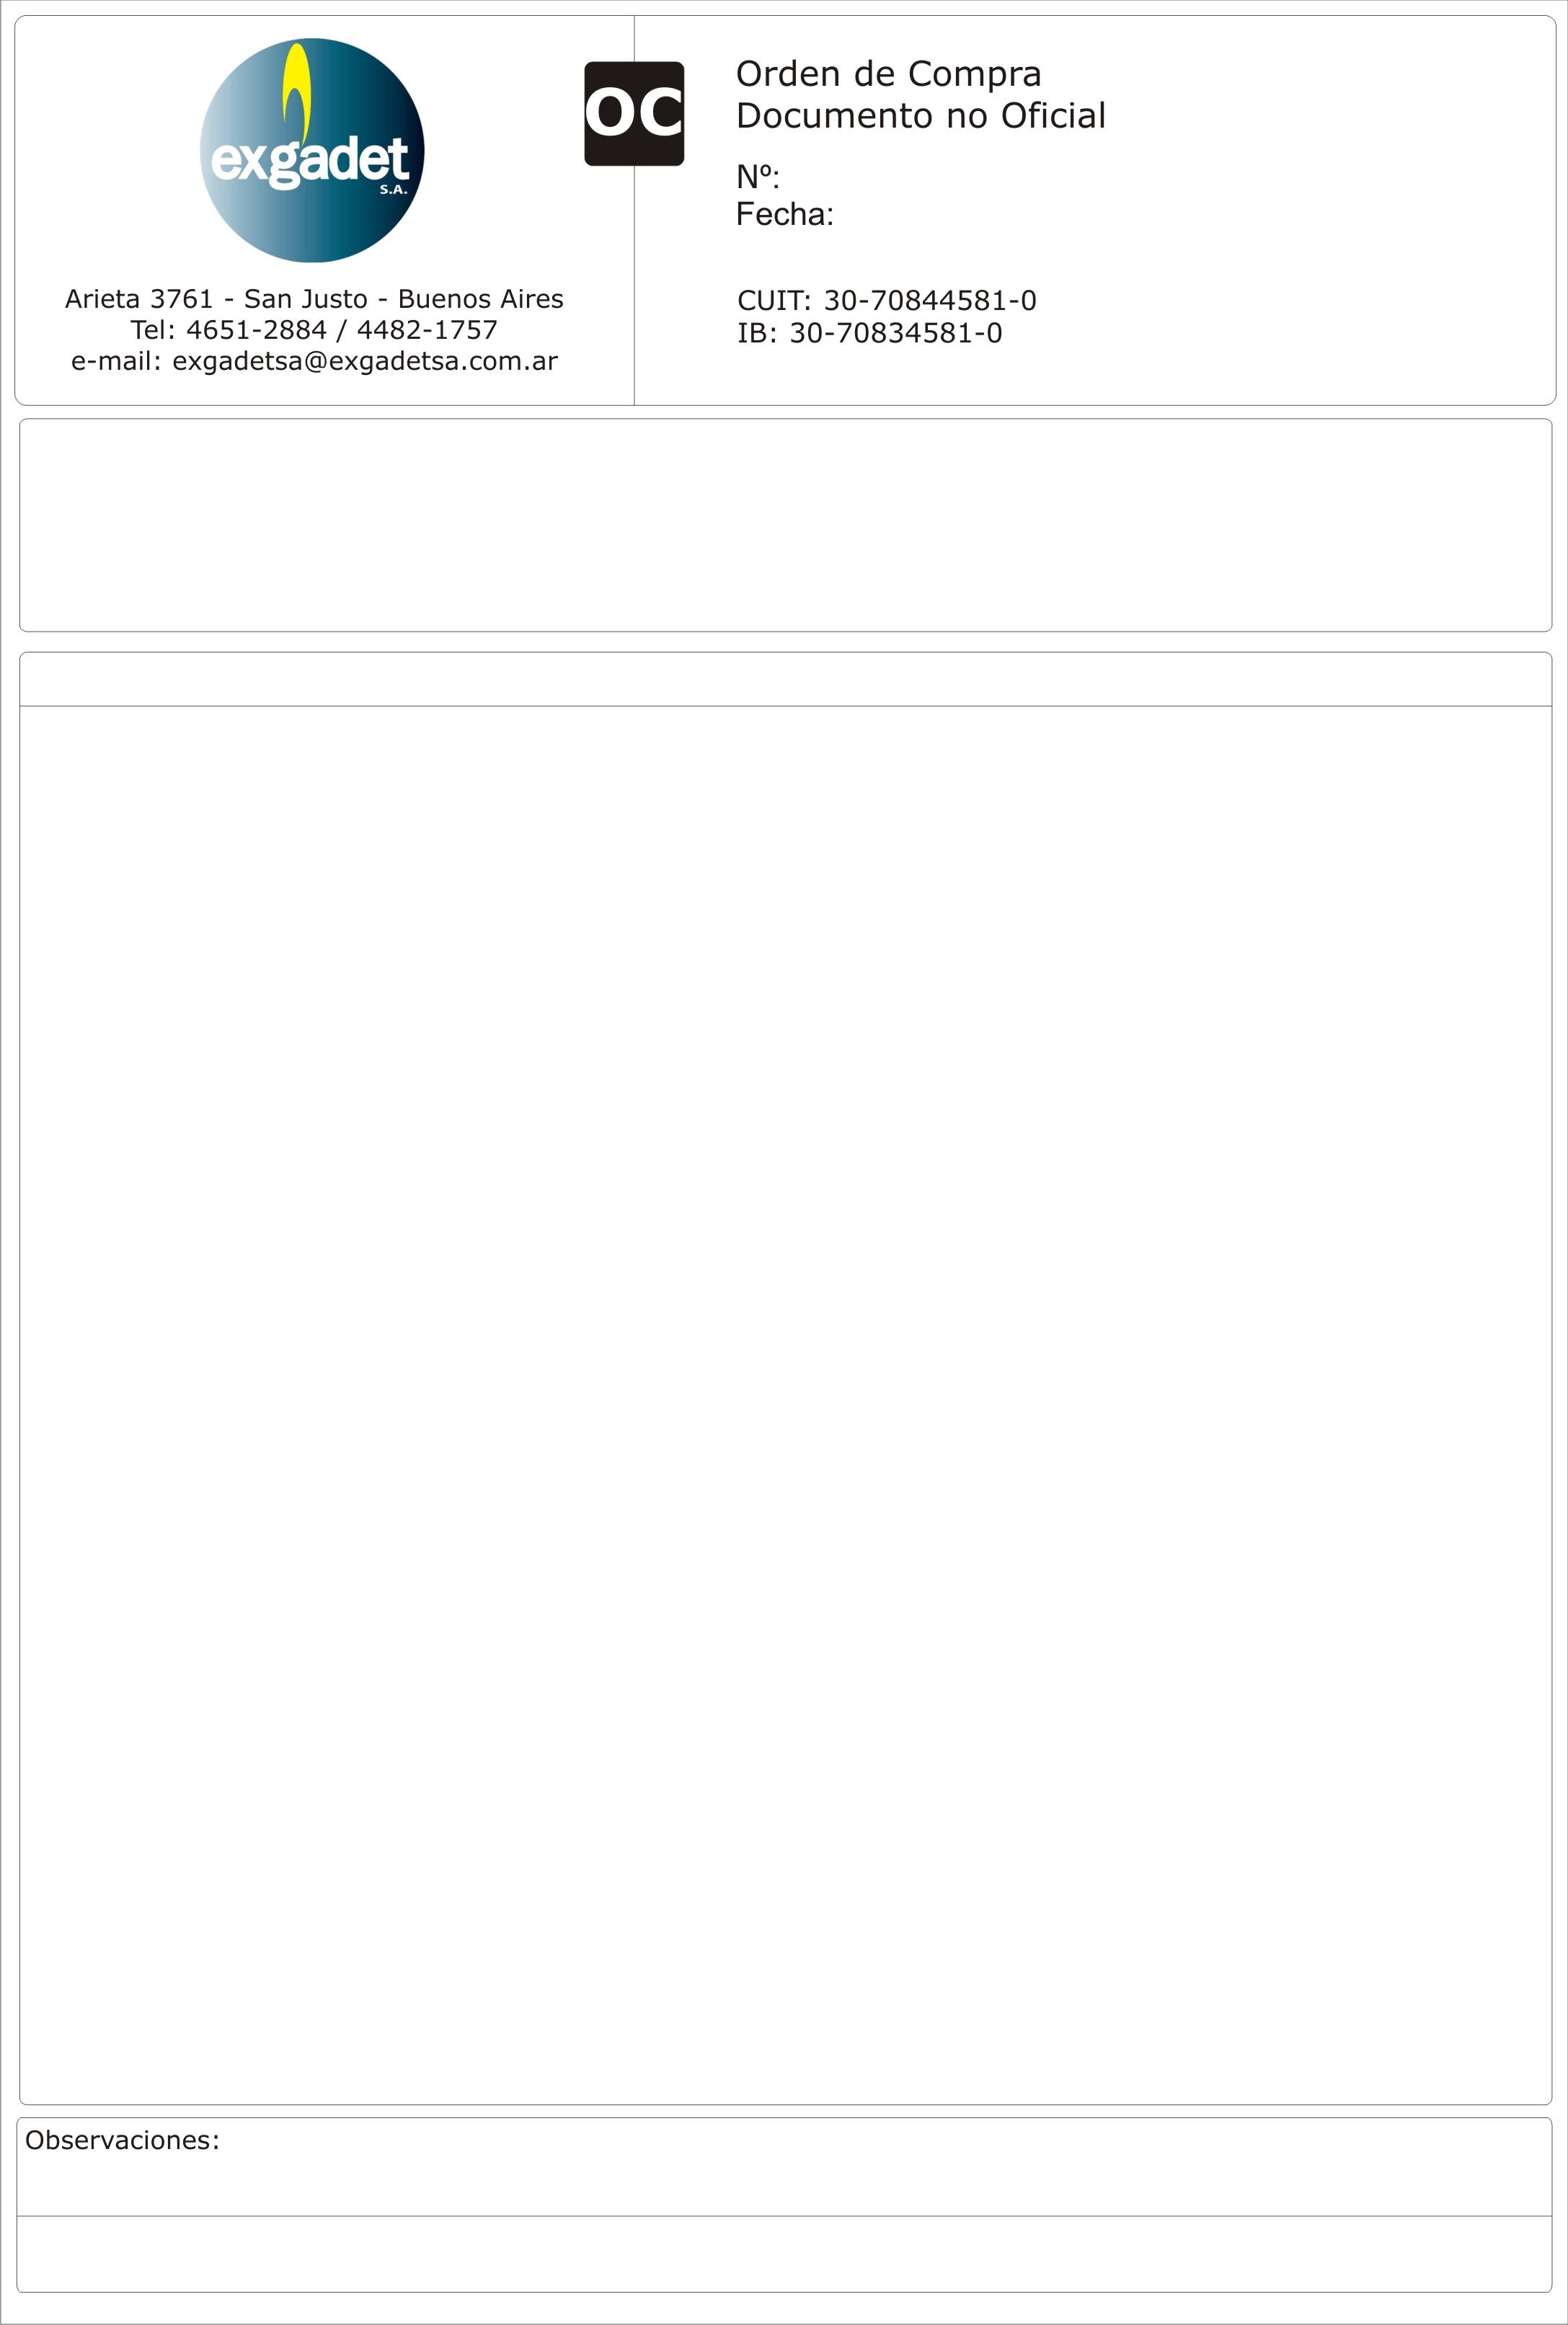 exgadet
S.A.
Arieta 3761 - San Justo - Buenos Aires
Tel: 4651-2884 / 4482-1757
e-mail: exgadetsa@exgadetsa.com.ar
OC
Orden de Compra
Documento no Oficial
Nº:
Fecha:
CUIT: 30-70844581-0
IB: 30-70834581-0
Observaciones: